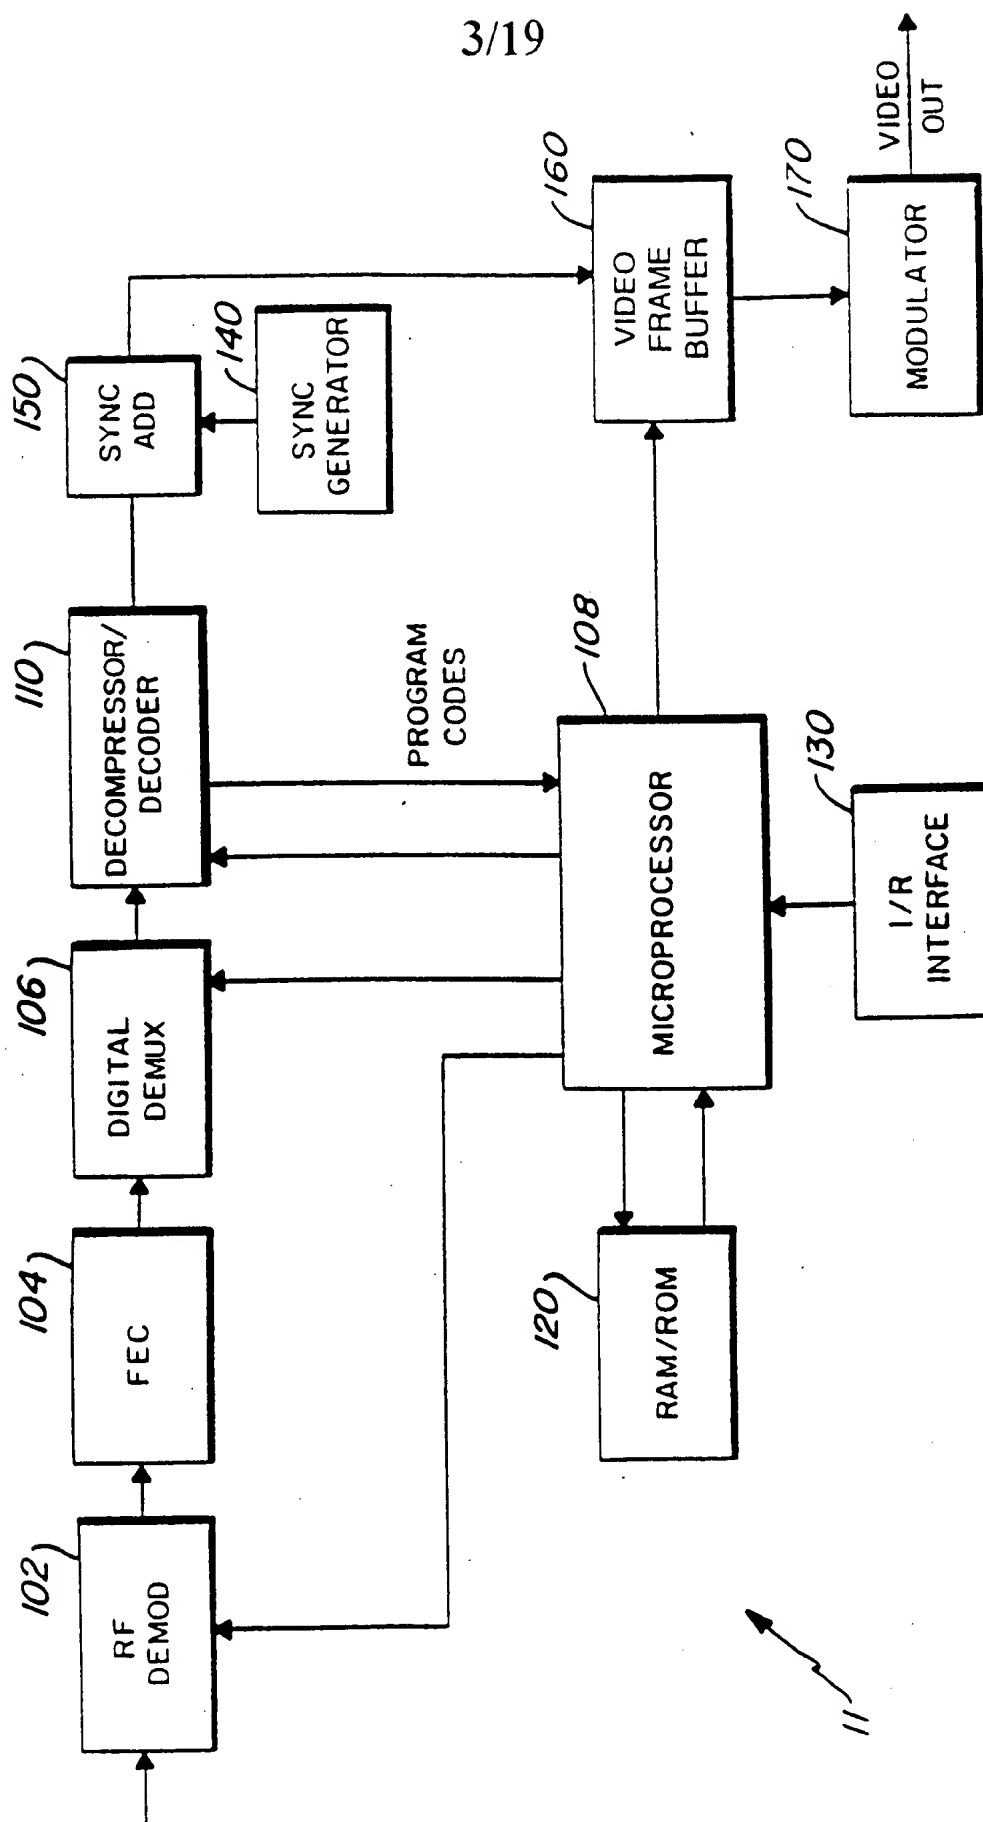 3/19
102
RF
DEMOD
104
FEC
106
DIGITAL
DEMUX
110
DECOMPRESSOR/
DECODER
150
SYNC
ADD
140
SYNC
GENERATOR
PROGRAM
CODES
120
RAM/ROM
108
MICROPROCESSOR
160
VIDEO
FRAME
BUFFER
130
I/R
INTERFACE
170
MODULATOR
VIDEO
OUT
11